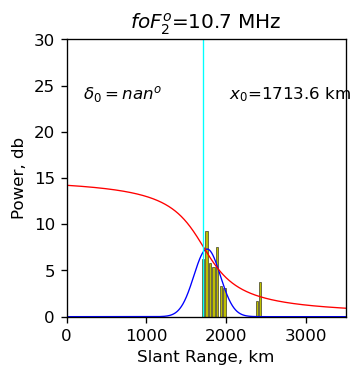 foF₂ᵒ=10.7 MHz
30
δ₀ = nanᵒ
x₀=1713.6 km
25
20
15
10
5
0
Power, db
0 1000 2000 3000
Slant Range, km